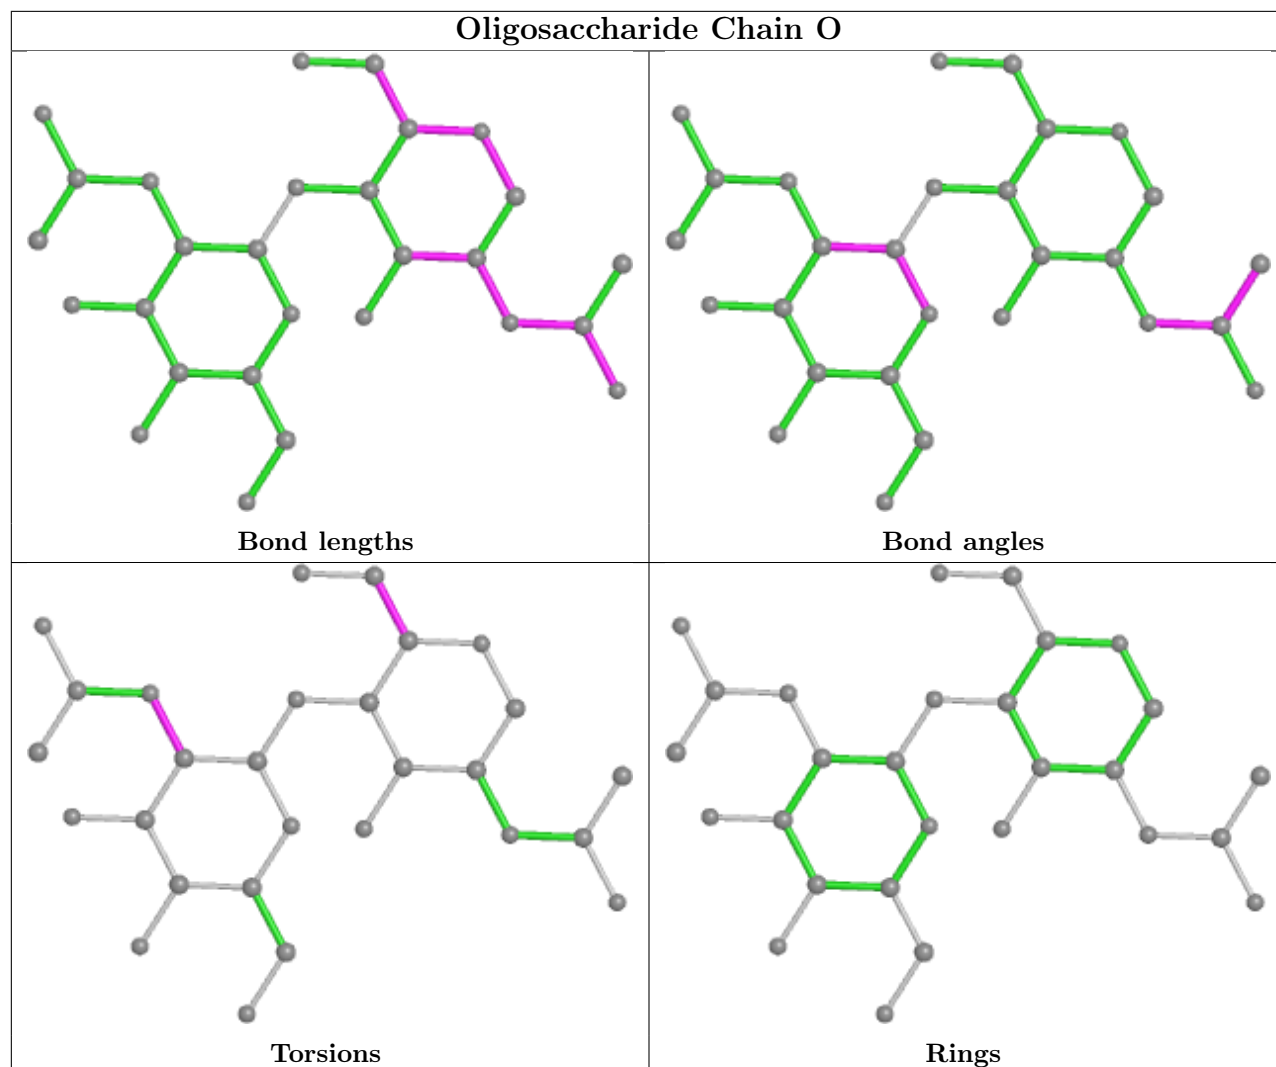 Oligosaccharide Chain O
Bond lengths
Bond angles
Torsions
Rings